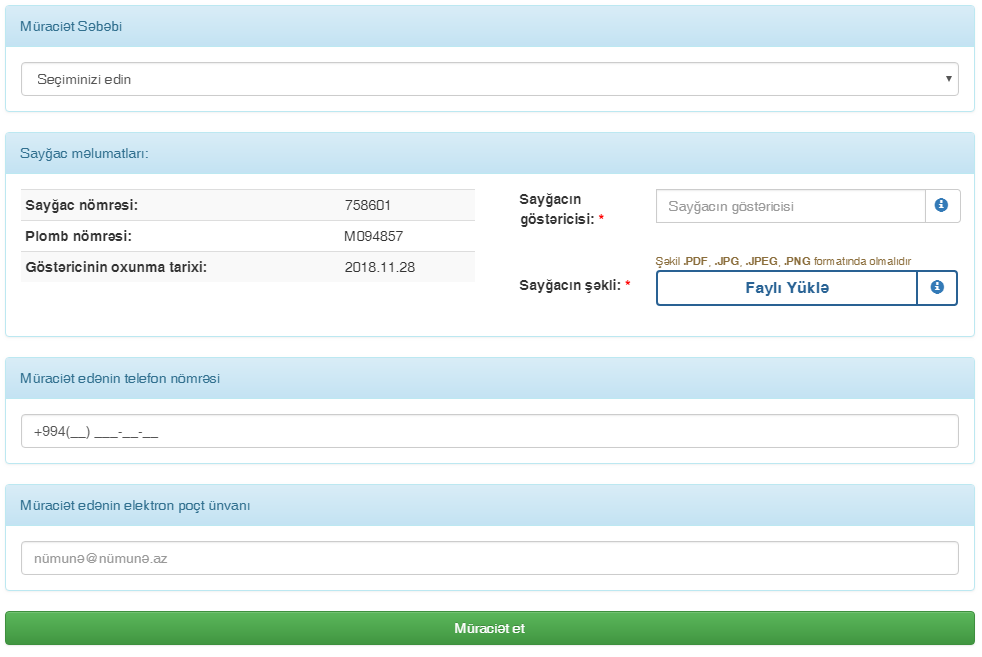 Müraciət Səbəbi
Seçiminizi edin
Sayğac məlumatları:
Sayğac nömrəsi: 758601
Plomb nömrəsi: M094857
Göstəricinin oxunma tarixi: 2018.11.28
Sayğacın
göstəricisi: *
Sayğacın göstəricisi
Şəkil .PDF, .JPG, .JPEG, .PNG formatında olmalıdır
Sayğacın şəkli: *
Faylı Yüklə
Müraciət edənin telefon nömrəsi
+994(__) ___-__-__
Müraciət edənin elektron poçt ünvanı
nümunə@nümunə.az
Müraciət et